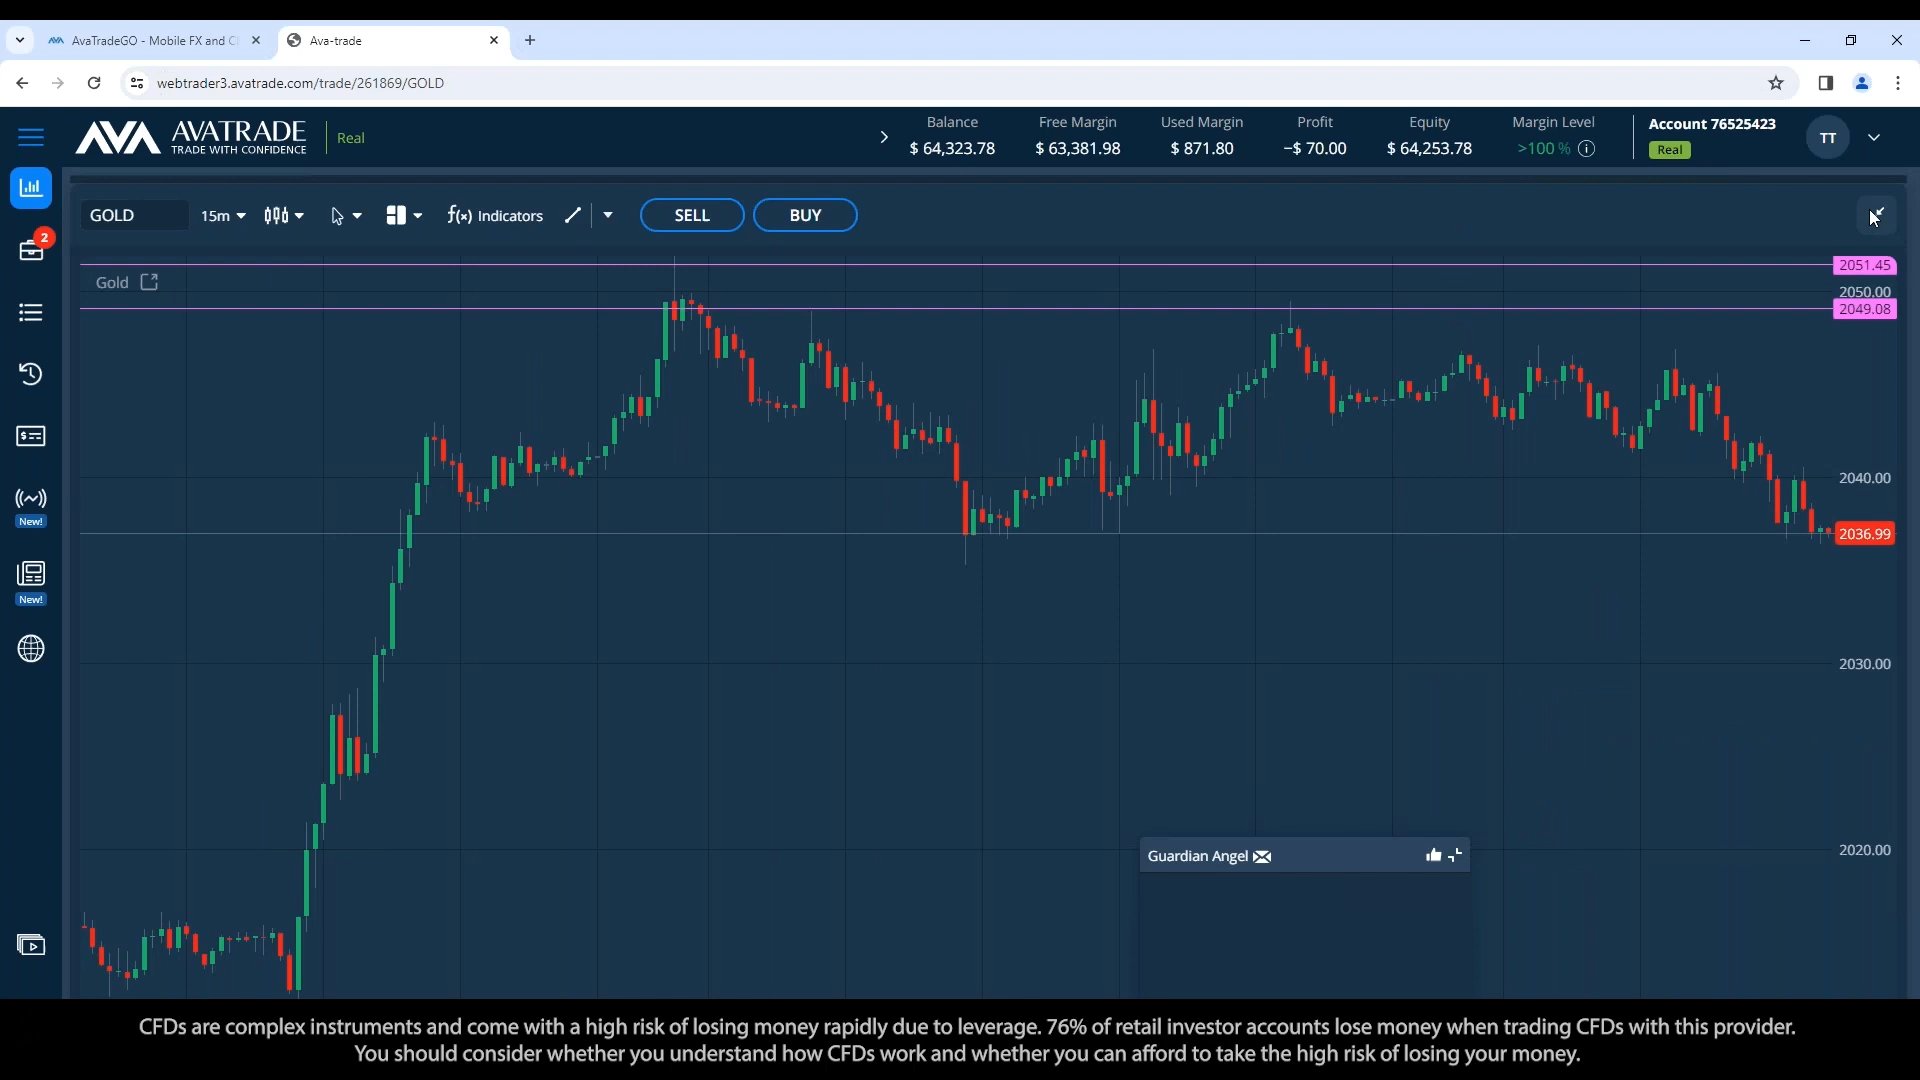 AvaTradeGO - Mobile FX and C
Ava-trade
webtrader3.avatrade.com/trade/261869/GOLD
AVA AVATRADE
TRADE WITH CONFIDENCE
Real
Balance
$ 64,323.78
Free Margin
$ 63,381.98
Used Margin
$ 871.80
Profit
−$ 70.00
Equity
$ 64,253.78
Margin Level
>100 %
Account 76525423
Real
TT
GOLD
15m
f(x) Indicators
SELL
BUY
2
Gold
2051.45
2050.00
2049.08
2040.00
2036.99
2030.00
2020.00
New!
New!
Guardian Angel
CFDs are complex instruments and come with a high risk of losing money rapidly due to leverage. 76% of retail investor accounts lose money when trading CFDs with this provider.
You should consider whether you understand how CFDs work and whether you can afford to take the high risk of losing your money.